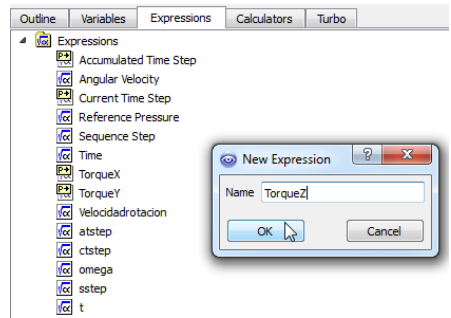 Outline Variables Expressions Calculators Turbo
Expressions
Accumulated Time Step
Angular Velocity
Current Time Step
Reference Pressure
Sequence Step
Time
TorqueX
TorqueY
Velocidadrotacion
atstep
ctstep
omega
sstep
t
New Expression
Name TorqueZ
OK Cancel